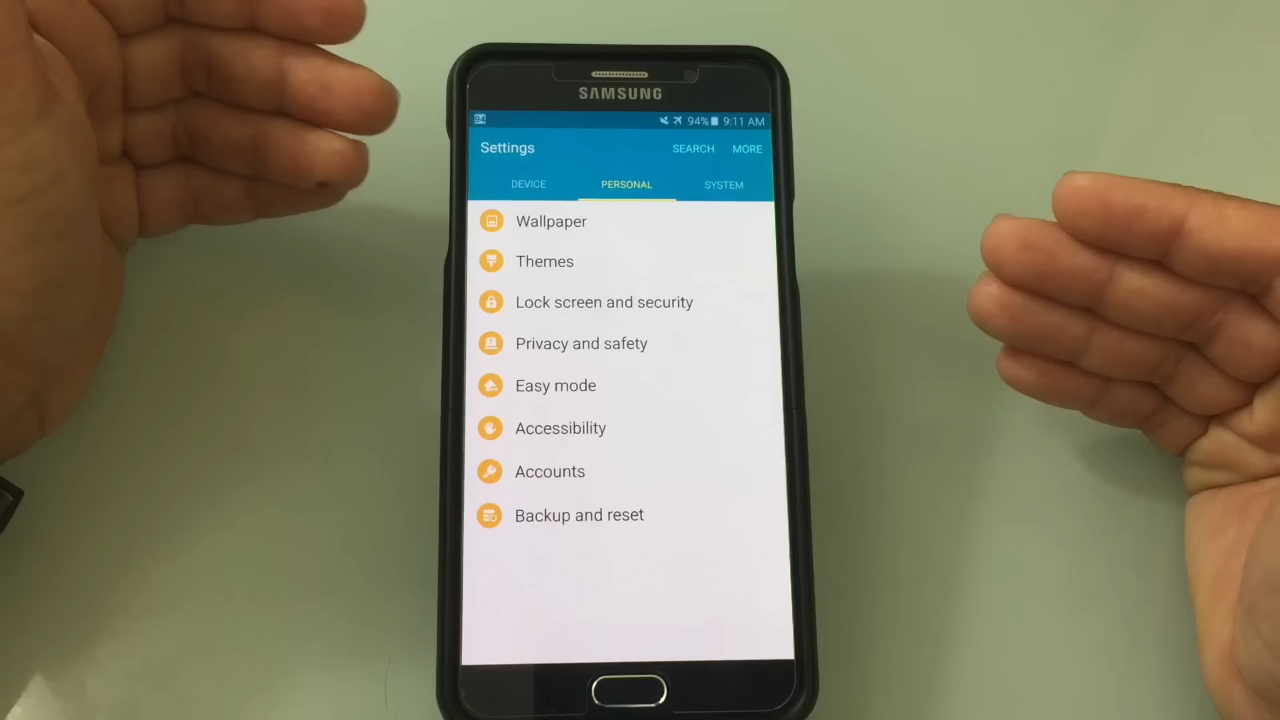 SAMSUNG
94 94% 9:11 AM
Settings SEARCH MORE
DEVICE PERSONAL SYSTEM
Wallpaper
Themes
Lock screen and security
Privacy and safety
Easy mode
Accessibility
Accounts
Backup and reset